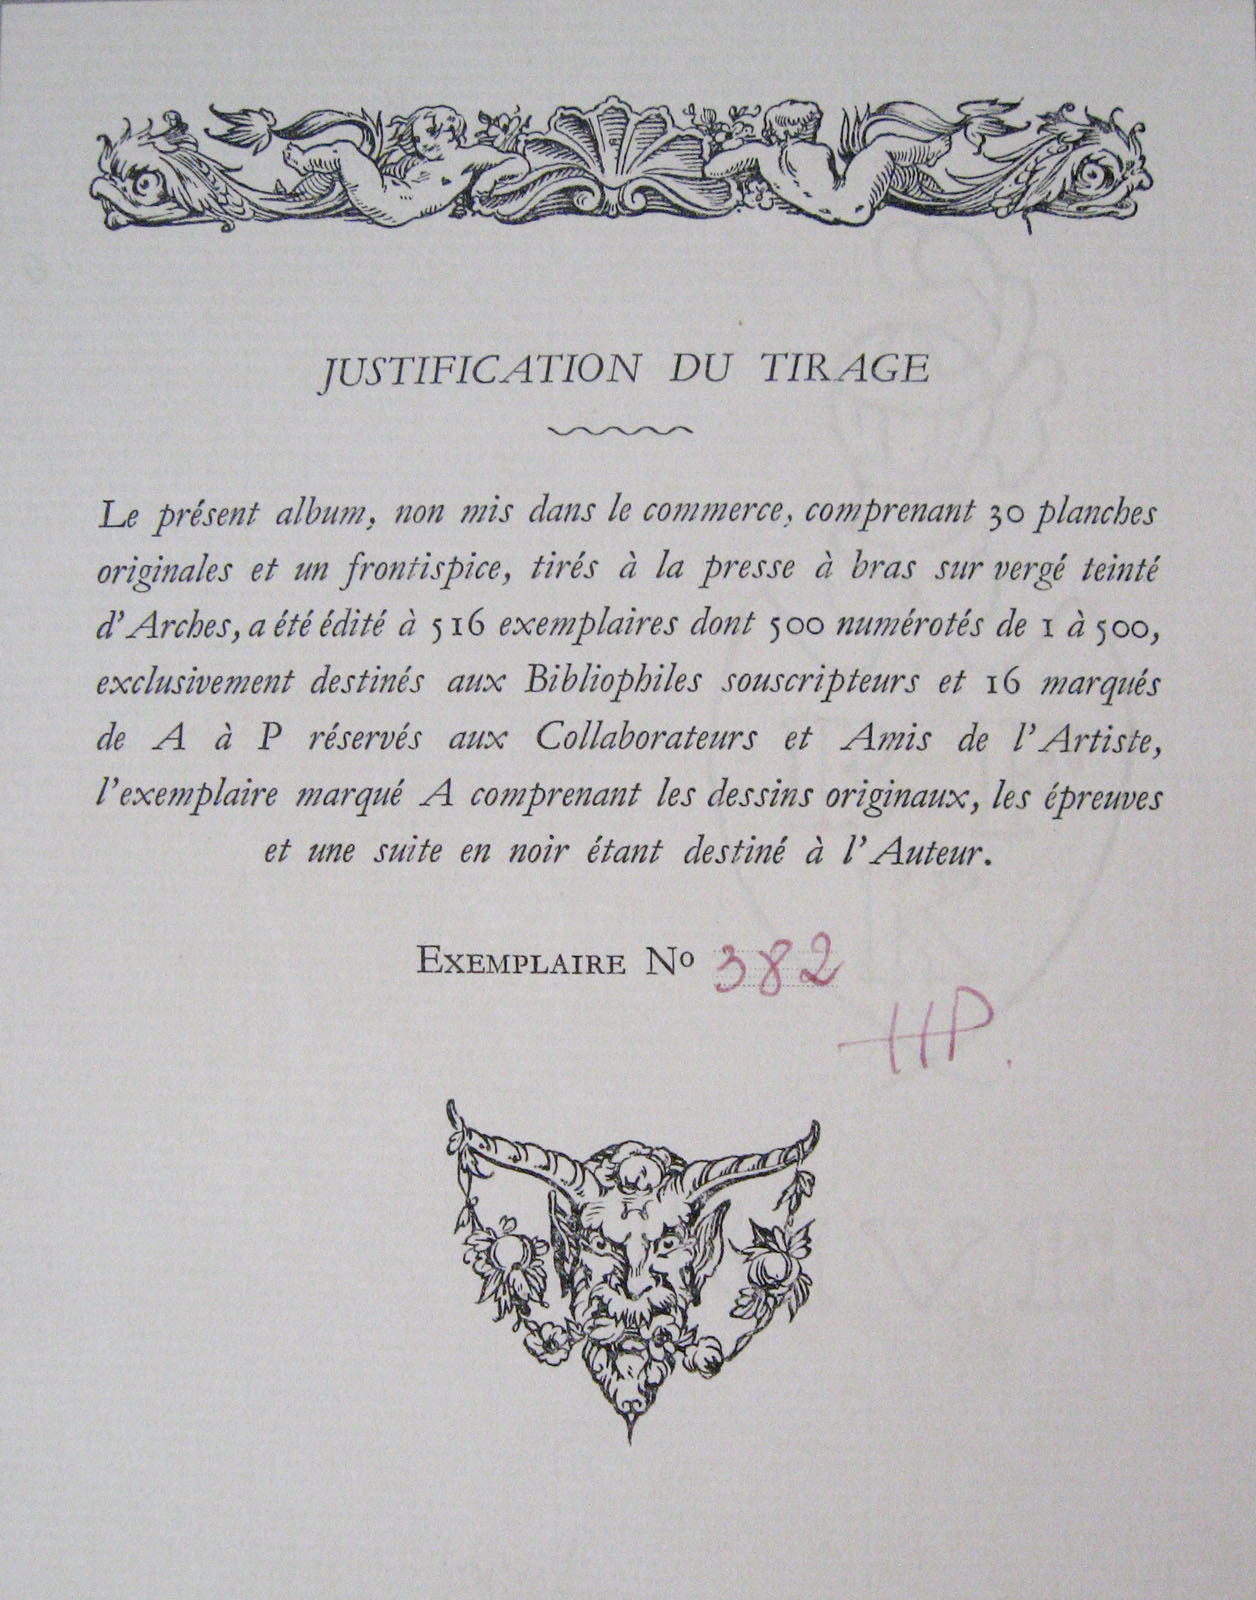 JUSTIFICATION DU TIRAGE
Le présent album, non mis dans le commerce, comprenant 30 planches
originales et un frontispice, tirés à la presse à bras sur vergé teinté
d'Arches, a été édité à 516 exemplaires dont 500 numérotés de 1 à 500,
exclusivement destinés aux Bibliophiles souscripteurs et 16 marqués
de A à P réservés aux Collaborateurs et Amis de l'Artiste,
l'exemplaire marqué A comprenant les dessins originaux, les épreuves
et une suite en noir étant destiné à l'Auteur.
EXEMPLAIRE No 382
HP.